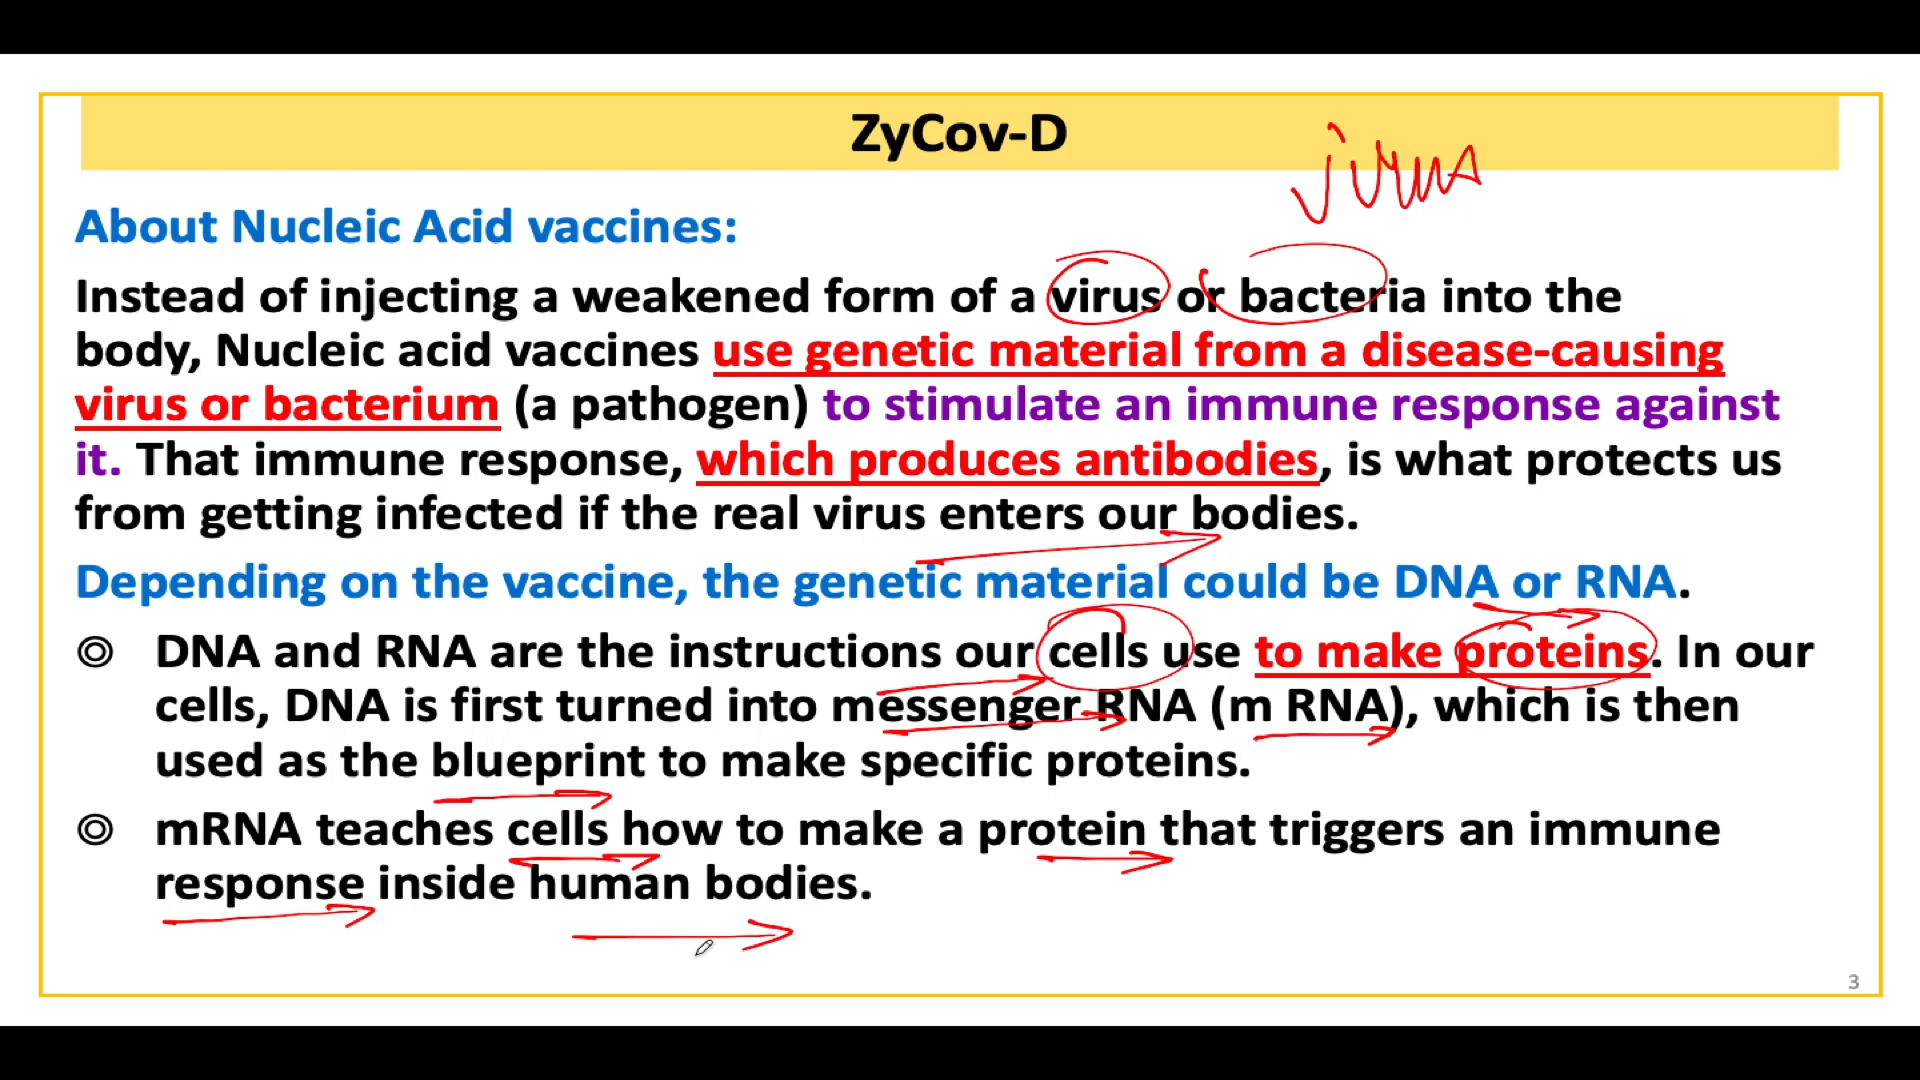 ZyCov-D
virus
About Nucleic Acid vaccines:
Instead of injecting a weakened form of a virus or bacteria into the
body, Nucleic acid vaccines use genetic material from a disease-causing
virus or bacterium (a pathogen) to stimulate an immune response against
it. That immune response, which produces antibodies, is what protects us
from getting infected if the real virus enters our bodies.
Depending on the vaccine, the genetic material could be DNA or RNA.
◎ DNA and RNA are the instructions our cells use to make proteins. In our
cells, DNA is first turned into messenger RNA (m RNA), which is then
used as the blueprint to make specific proteins.
◎ mRNA teaches cells how to make a protein that triggers an immune
response inside human bodies.
3